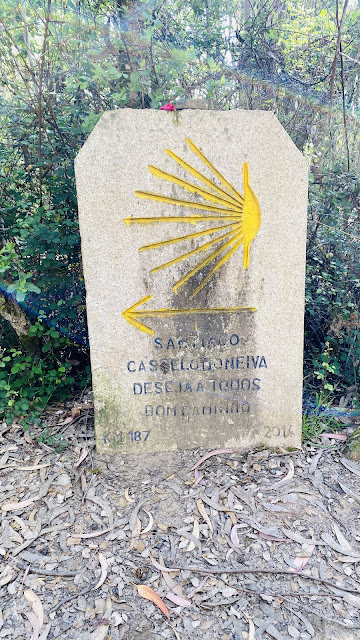 SANTIAGO
CASTELO DO NEIVA
DESEJA A TODOS
BOM CAMINHO
KM 187 2014